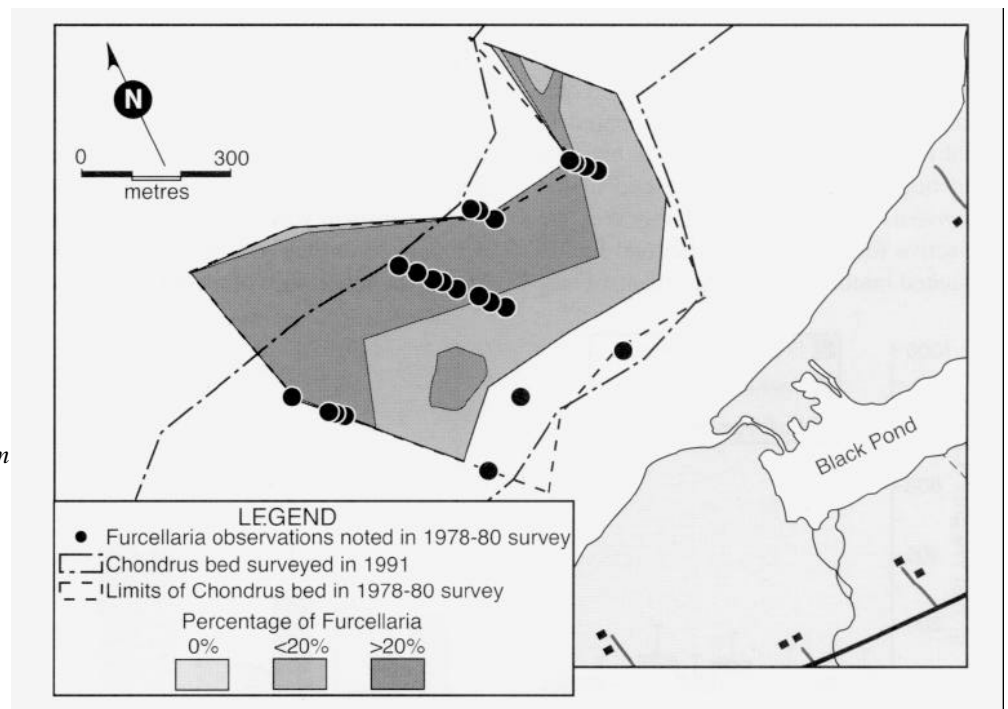 N
0 300
metres
m
Black Pond
LEGEND
Furcellaria observations noted in 1978-80 survey
Chondrus bed surveyed in 1991
Limits of Chondrus bed in 1978-80 survey
Percentage of Furcellaria
0% <20% >20%